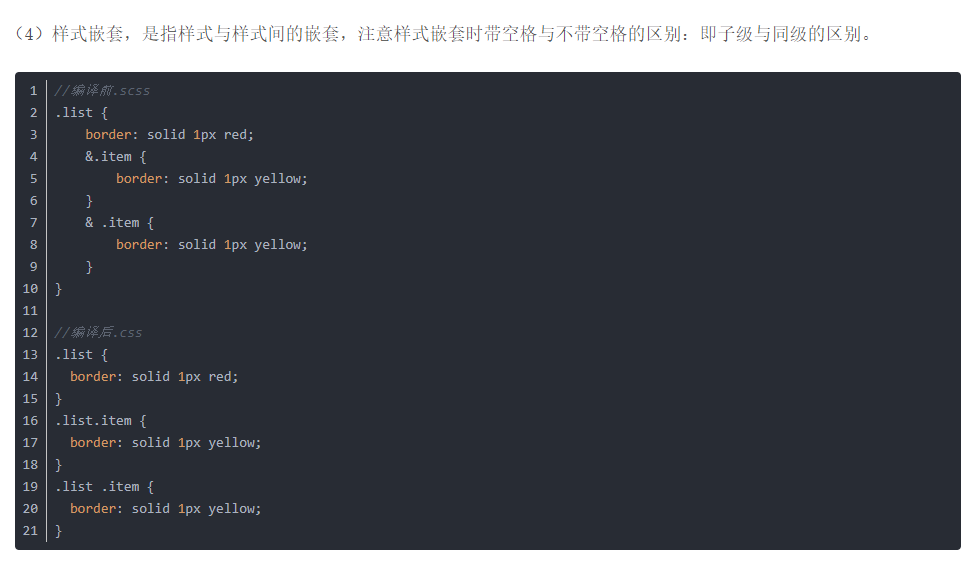 （4）样式嵌套，是指样式与样式间的嵌套，注意样式嵌套时带空格与不带空格的区别：即子级与同级的区别。
1 //编译前.scss
2 .list {
3     border: solid 1px red;
4     &.item {
5         border: solid 1px yellow;
6     }
7     & .item {
8         border: solid 1px yellow;
9     }
10 }
11
12 //编译后.css
13 .list {
14   border: solid 1px red;
15 }
16 .list.item {
17   border: solid 1px yellow;
18 }
19 .list .item {
20   border: solid 1px yellow;
21 }